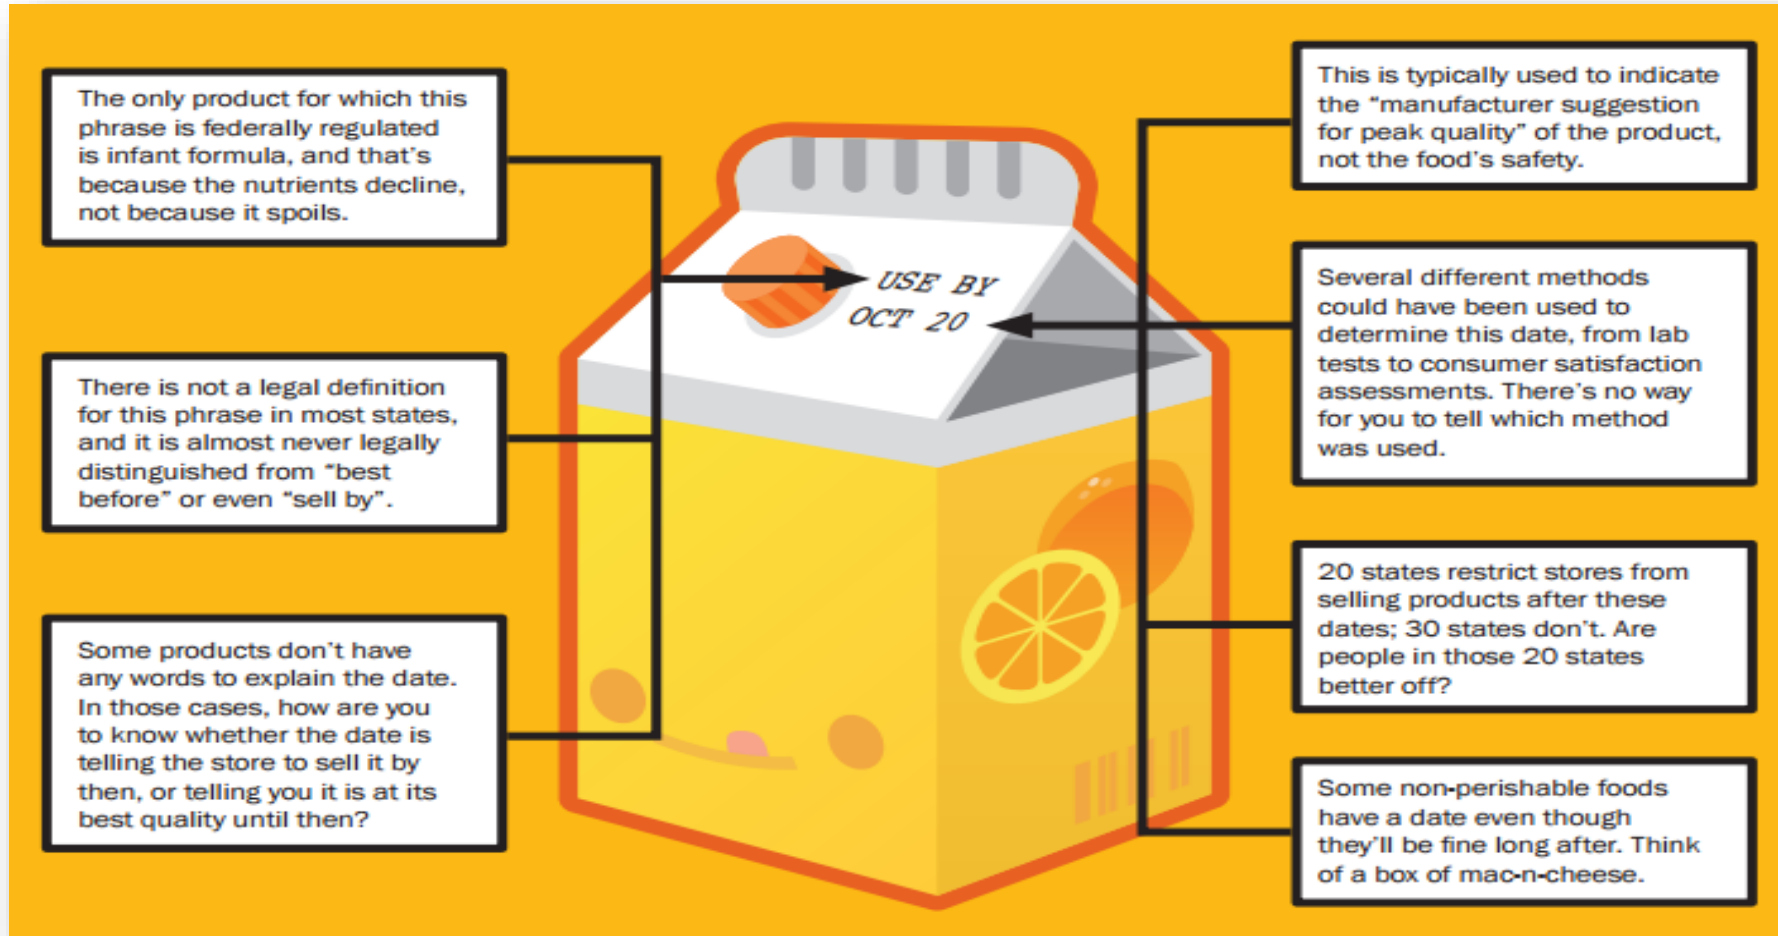 The only product for which this
phrase is federally regulated
is infant formula, and that's
because the nutrients decline,
not because it spoils.
There is not a legal definition
for this phrase in most states,
and it is almost never legally
distinguished from "best
before" or even "sell by".
Some products don't have
any words to explain the date.
In those cases, how are you
to know whether the date is
telling the store to sell it by
then, or telling you it is at its
best quality until then?
USE BY
OCT 20
This is typically used to indicate
the "manufacturer suggestion
for peak quality" of the product,
not the food's safety.
Several different methods
could have been used to
determine this date, from lab
tests to consumer satisfaction
assessments. There's no way
for you to tell which method
was used.
20 states restrict stores from
selling products after these
dates; 30 states don't. Are
people in those 20 states
better off?
Some non-perishable foods
have a date even though
they'll be fine long after. Think
of a box of mac-n-cheese.